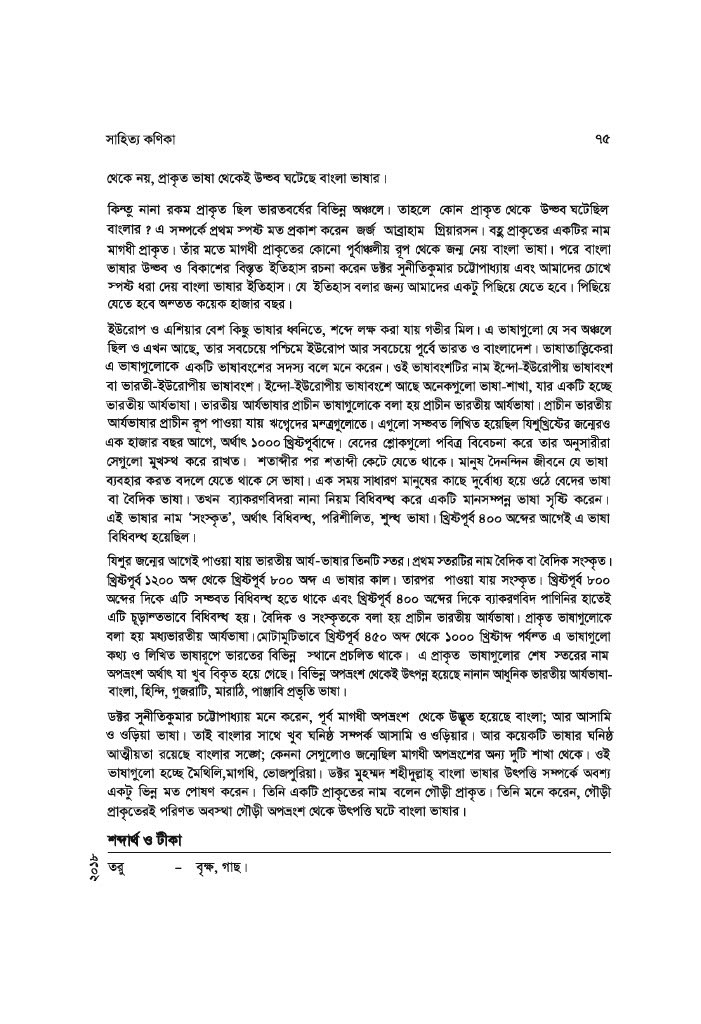 সাহিত্য কণিকা ৭৫
থেকে নয়, প্রাকৃত ভাষা থেকেই উদ্ভব ঘটেছে বাংলা ভাষার।
কিন্তু নানা রকম প্রাকৃত ছিল ভারতবর্ষের বিভিন্ন অঞ্চলে। তাহলে কোন প্রাকৃত থেকে উদ্ভব ঘটেছিল
বাংলার ? এ সম্পর্কে প্রথম স্পষ্ট মত প্রকাশ করেন জর্জ আব্রাহাম গ্রিয়ারসন। বহু প্রাকৃতের একটির নাম
মাগধী প্রাকৃত। তাঁর মতে মাগধী প্রাকৃতের কোনো পূর্বাঞ্চলীয় রূপ থেকে জন্ম নেয় বাংলা ভাষা। পরে বাংলা
ভাষার উদ্ভব ও বিকাশের বিস্তৃত ইতিহাস রচনা করেন ডক্টর সুনীতিকুমার চট্টোপাধ্যায় এবং আমাদের চোখে
স্পষ্ট ধরা দেয় বাংলা ভাষার ইতিহাস। যে ইতিহাস বলার জন্য আমাদের একটু পিছিয়ে যেতে হবে। পিছিয়ে
যেতে হবে অন্তত কয়েক হাজার বছর।
ইউরোপ ও এশিয়ার বেশ কিছু ভাষার ধ্বনিতে, শব্দে লক্ষ করা যায় গভীর মিল। এ ভাষাগুলো যে সব অঞ্চলে
ছিল ও এখন আছে, তার সবচেয়ে পশ্চিমে ইউরোপ আর সবচেয়ে পূর্বে ভারত ও বাংলাদেশ। ভাষাতাত্ত্বিকেরা
এ ভাষাগুলোকে একটি ভাষাবংশের সদস্য বলে মনে করেন। ওই ভাষাবংশটির নাম ইন্দো-ইউরোপীয় ভাষাবংশ
বা ভারতী-ইউরোপীয় ভাষাবংশ। ইন্দো-ইউরোপীয় ভাষাবংশে আছে অনেকগুলো ভাষা-শাখা, যার একটি হচ্ছে
ভারতীয় আর্যভাষা। ভারতীয় আর্যভাষার প্রাচীন ভাষাগুলোকে বলা হয় প্রাচীন ভারতীয় আর্যভাষা। প্রাচীন ভারতীয়
আর্যভাষার প্রাচীন রূপ পাওয়া যায় ঋগ্বেদের মন্ত্রগুলোতে। এগুলো সম্ভবত লিখিত হয়েছিল যিশুখ্রিষ্টের জন্মেরও
এক হাজার বছর আগে, অর্থাৎ ১০০০ খ্রিষ্টপূর্বাব্দে। বেদের শ্লোকগুলো পবিত্র বিবেচনা করে তার অনুসারীরা
সেগুলো মুখস্থ করে রাখত। শতাব্দীর পর শতাব্দী কেটে যেতে থাকে। মানুষ দৈনন্দিন জীবনে যে ভাষা
ব্যবহার করত বদলে যেতে থাকে সে ভাষা। এক সময় সাধারণ মানুষের কাছে দুর্বোধ্য হয়ে ওঠে বেদের ভাষা
বা বৈদিক ভাষা। তখন ব্যাকরণবিদরা নানা নিয়ম বিধিবদ্ধ করে একটি মানসম্পন্ন ভাষা সৃষ্টি করেন।
এই ভাষার নাম ‘সংস্কৃত’, অর্থাৎ বিধিবদ্ধ, পরিশীলিত, শুদ্ধ ভাষা। খ্রিষ্টপূর্ব ৪০০ অব্দের আগেই এ ভাষা
বিধিবদ্ধ হয়েছিল।
যিশুর জন্মের আগেই পাওয়া যায় ভারতীয় আর্য-ভাষার তিনটি স্তর। প্রথম স্তরটির নাম বৈদিক বা বৈদিক সংস্কৃত।
খ্রিষ্টপূর্ব ১২০০ অব্দ থেকে খ্রিষ্টপূর্ব ৮০০ অব্দ এ ভাষার কাল। তারপর পাওয়া যায় সংস্কৃত। খ্রিষ্টপূর্ব ৮০০
অব্দের দিকে এটি সম্ভবত বিধিবদ্ধ হতে থাকে এবং খ্রিষ্টপূর্ব ৪০০ অব্দের দিকে ব্যাকরণবিদ পাণিনির হাতেই
এটি চূড়ান্তভাবে বিধিবদ্ধ হয়। বৈদিক ও সংস্কৃতকে বলা হয় প্রাচীন ভারতীয় আর্যভাষা। প্রাকৃত ভাষাগুলোকে
বলা হয় মধ্যভারতীয় আর্যভাষা।মোটামুটিভাবে খ্রিষ্টপূর্ব ৪৫০ অব্দ থেকে ১০০০ খ্রিষ্টাব্দ পর্যন্ত এ ভাষাগুলো
কথ্য ও লিখিত ভাষারূপে ভারতের বিভিন্ন স্থানে প্রচলিত থাকে। এ প্রাকৃত ভাষাগুলোর শেষ স্তরের নাম
অপভ্রংশ অর্থাৎ যা খুব বিকৃত হয়ে গেছে। বিভিন্ন অপভ্রংশ থেকেই উৎপন্ন হয়েছে নানান আধুনিক ভারতীয় আর্যভাষা-
বাংলা, হিন্দি, গুজরাটি, মারাঠি, পাঞ্জাবি প্রভৃতি ভাষা।
ডক্টর সুনীতিকুমার চট্টোপাধ্যায় মনে করেন, পূর্ব মাগধী অপভ্রংশ থেকে উদ্ভূত হয়েছে বাংলা; আর আসামি
ও ওড়িয়া ভাষা। তাই বাংলার সাথে খুব ঘনিষ্ঠ সম্পর্ক আসামি ও ওড়িয়ার। আর কয়েকটি ভাষার ঘনিষ্ঠ
আত্মীয়তা রয়েছে বাংলার সঙ্গে; কেননা সেগুলোও জন্মেছিল মাগধী অপভ্রংশের অন্য দুটি শাখা থেকে। ওই
ভাষাগুলো হচ্ছে মৈথিলি,মাগধি, ভোজপুরিয়া। ডক্টর মুহম্মদ শহীদুল্লাহ্ বাংলা ভাষার উৎপত্তি সম্পর্কে অবশ্য
একটু ভিন্ন মত পোষণ করেন। তিনি একটি প্রাকৃতের নাম বলেন গৌড়ী প্রাকৃত। তিনি মনে করেন, গৌড়ী
প্রাকৃতেরই পরিণত অবস্থা গৌড়ী অপভ্রংশ থেকে উৎপত্তি ঘটে বাংলা ভাষার।
শব্দার্থ ও টীকা
তরু – বৃক্ষ, গাছ।
২০১৮